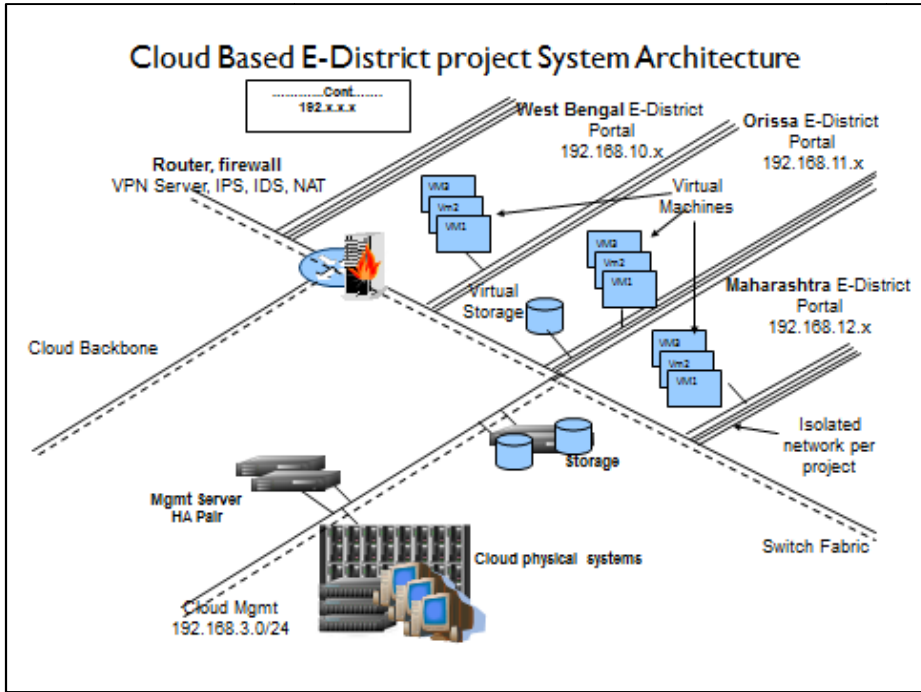 Cloud Based E-District project System Architecture
.............Cont.......
192.x.x.x
West Bengal E-District
Portal
192.168.10.x
Orissa E-District
Portal
192.168.11.x
Router, firewall
VPN Server, IPS, IDS, NAT
VM3
Vm2
VM1
Virtual
Machines
VM3
Vm2
VM1
Virtual
Storage
Maharashtra E-District
Portal
192.168.12.x
Cloud Backbone
VM3
Vm2
VM1
Isolated
network per
project
Storage
Mgmt Server
HA Pair
Switch Fabric
Cloud physical systems
Cloud Mgmt
192.168.3.0/24